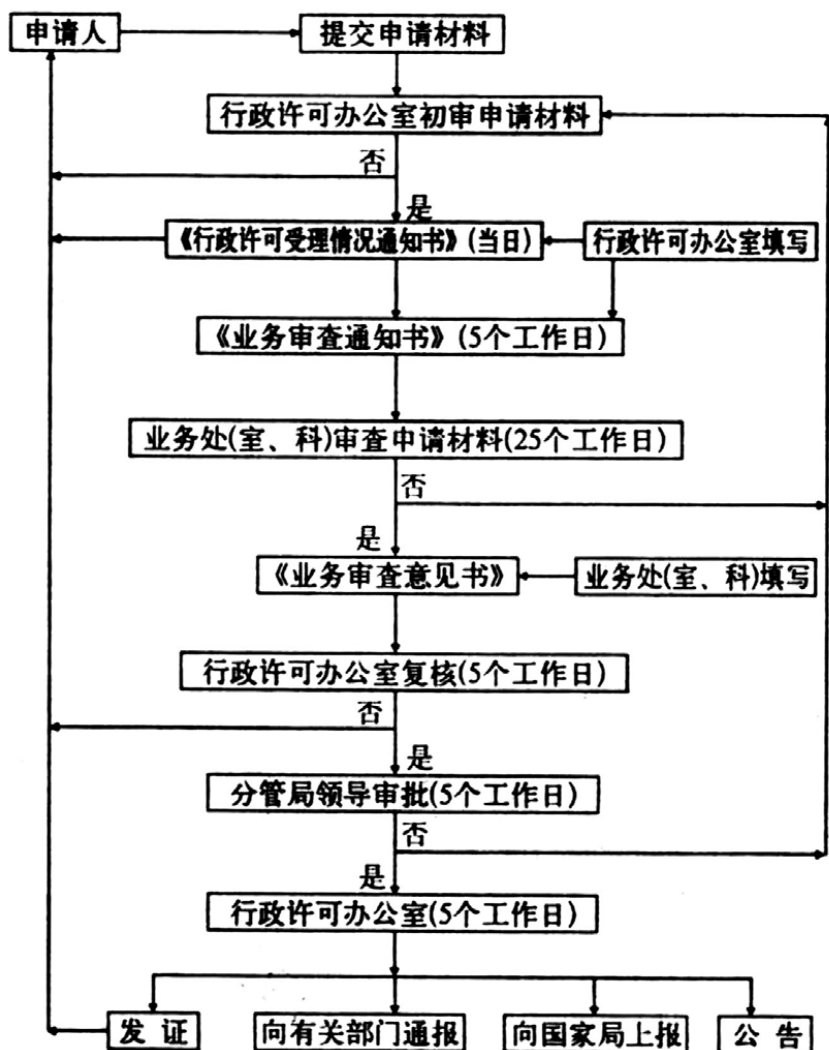 申请人
提交申请材料
行政许可办公室初审申请材料
否
是
《行政许可受理情况通知书》(当日)
行政许可办公室填写
《业务审查通知书》(5个工作日)
业务处(室、科)审查申请材料(25个工作日)
否
是
《业务审查意见书》
业务处(室、科)填写
行政许可办公室复核(5个工作日)
否
是
分管局领导审批(5个工作日)
否
是
行政许可办公室(5个工作日)
发 证
向有关部门通报
向国家局上报
公 告